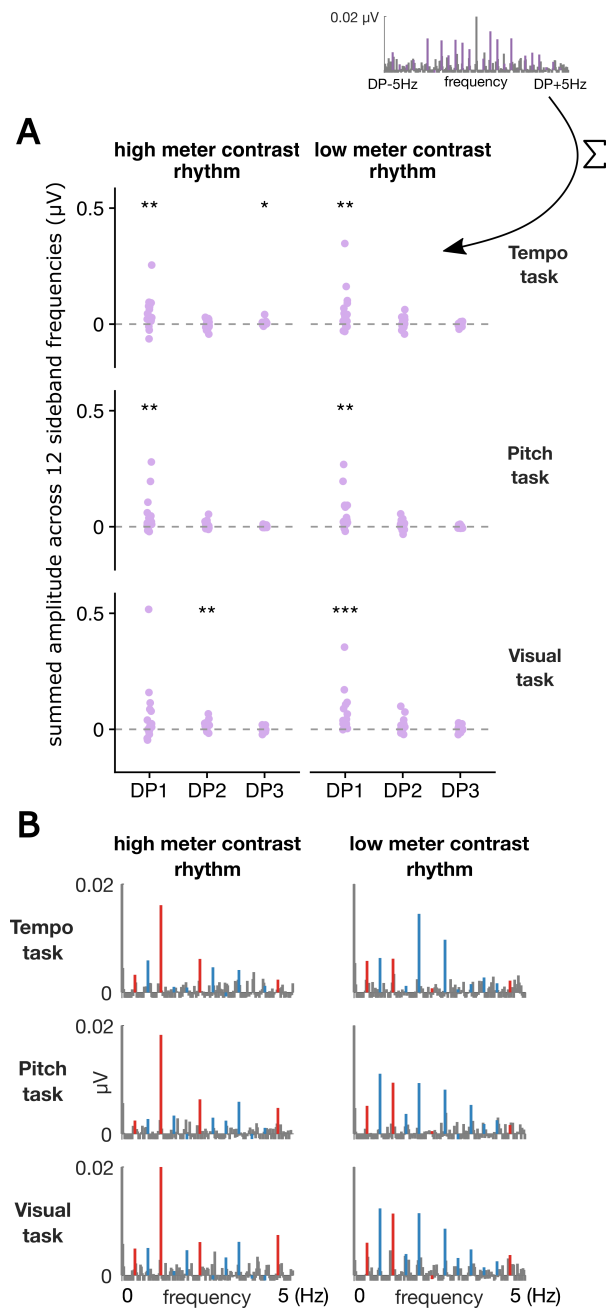 0.02 μV
DP-5Hz frequency DP+5Hz
A
Σ
high meter contrast
rhythm
low meter contrast
rhythm
summed amplitude across 12 sideband frequencies (μV)
0.5
0
** * **
Tempo
task
0.5
0
** **
Pitch
task
0.5
0
** ***
Visual
task
DP1 DP2 DP3 DP1 DP2 DP3
B
high meter contrast
rhythm
low meter contrast
rhythm
Tempo
task
0.02
0
Pitch
task
0.02
μV
0
Visual
task
0.02
0
0 frequency 5 (Hz) 0 frequency 5 (Hz)